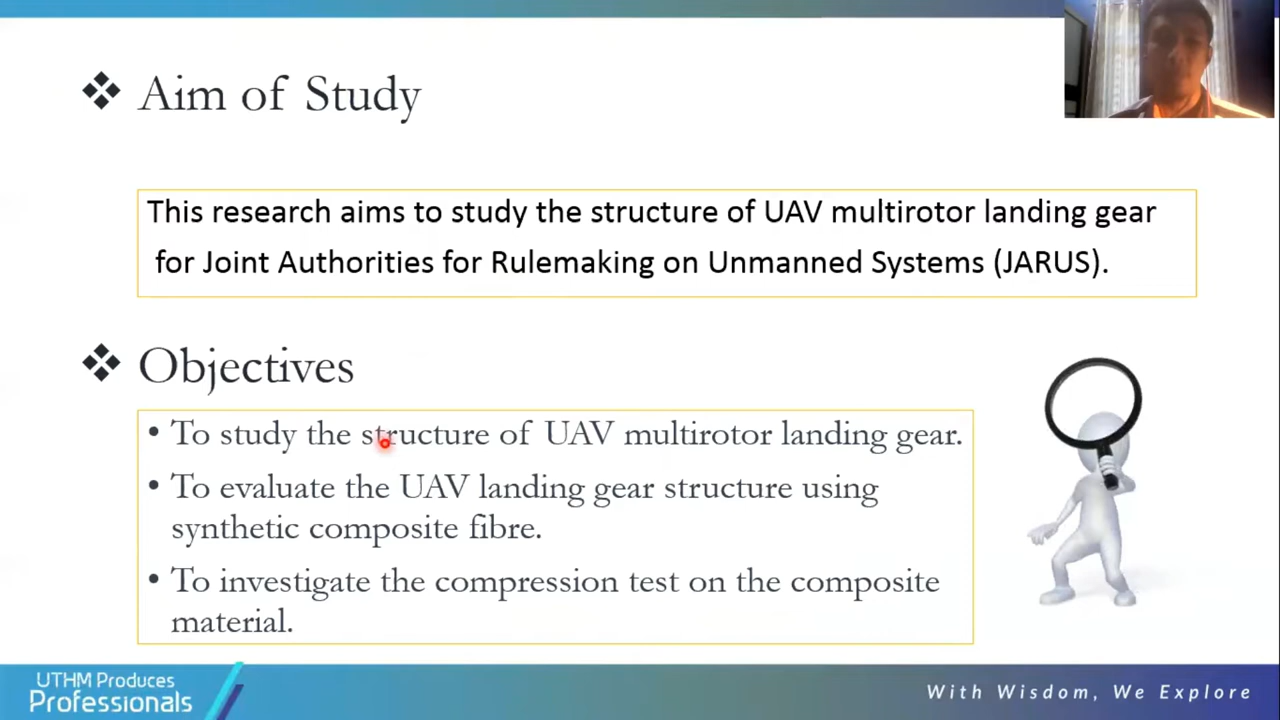 Aim of Study
This research aims to study the structure of UAV multirotor landing gear
for Joint Authorities for Rulemaking on Unmanned Systems (JARUS).
Objectives
• To study the structure of UAV multirotor landing gear.
• To evaluate the UAV landing gear structure using
synthetic composite fibre.
• To investigate the compression test on the composite
material.
UTHM Produces
Professionals
With Wisdom, We Explore